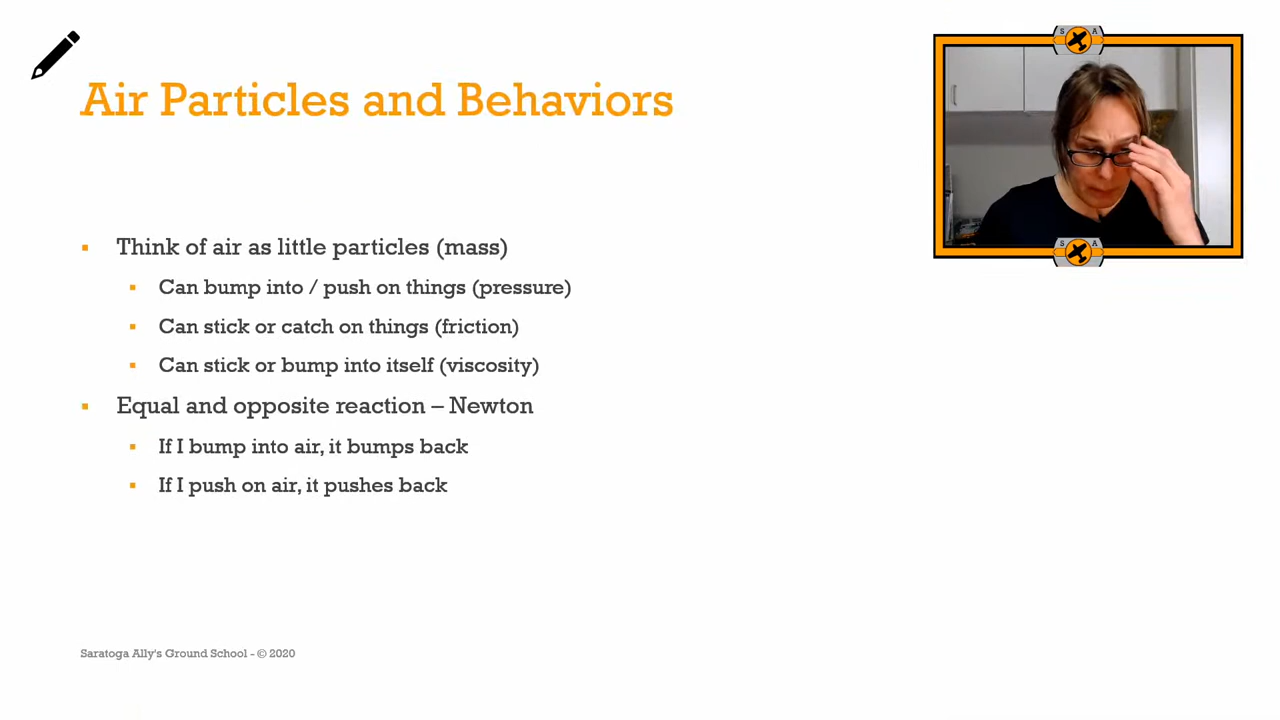 Air Particles and Behaviors
Think of air as little particles (mass)
Can bump into / push on things (pressure)
Can stick or catch on things (friction)
Can stick or bump into itself (viscosity)
Equal and opposite reaction – Newton
If I bump into air, it bumps back
If I push on air, it pushes back
Saratoga Ally's Ground School - © 2020
S A
S A